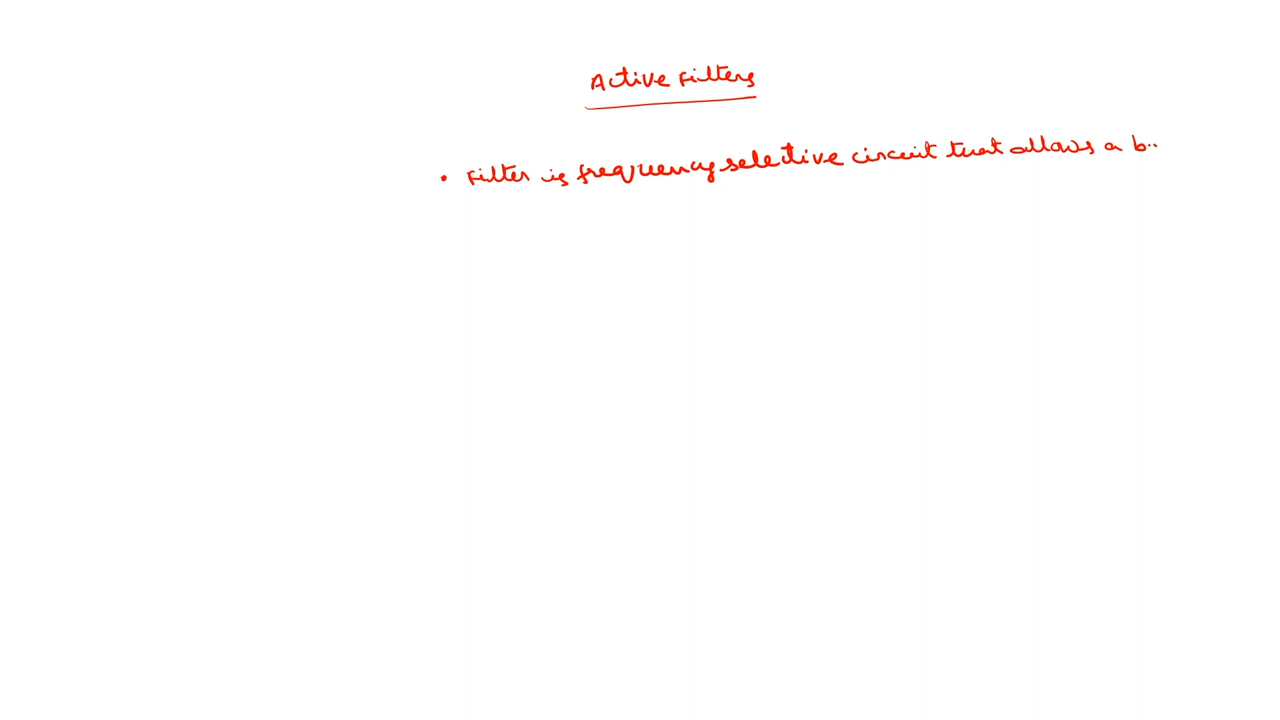 Active Filters
• Filter is frequency selective circuit that allows a b..